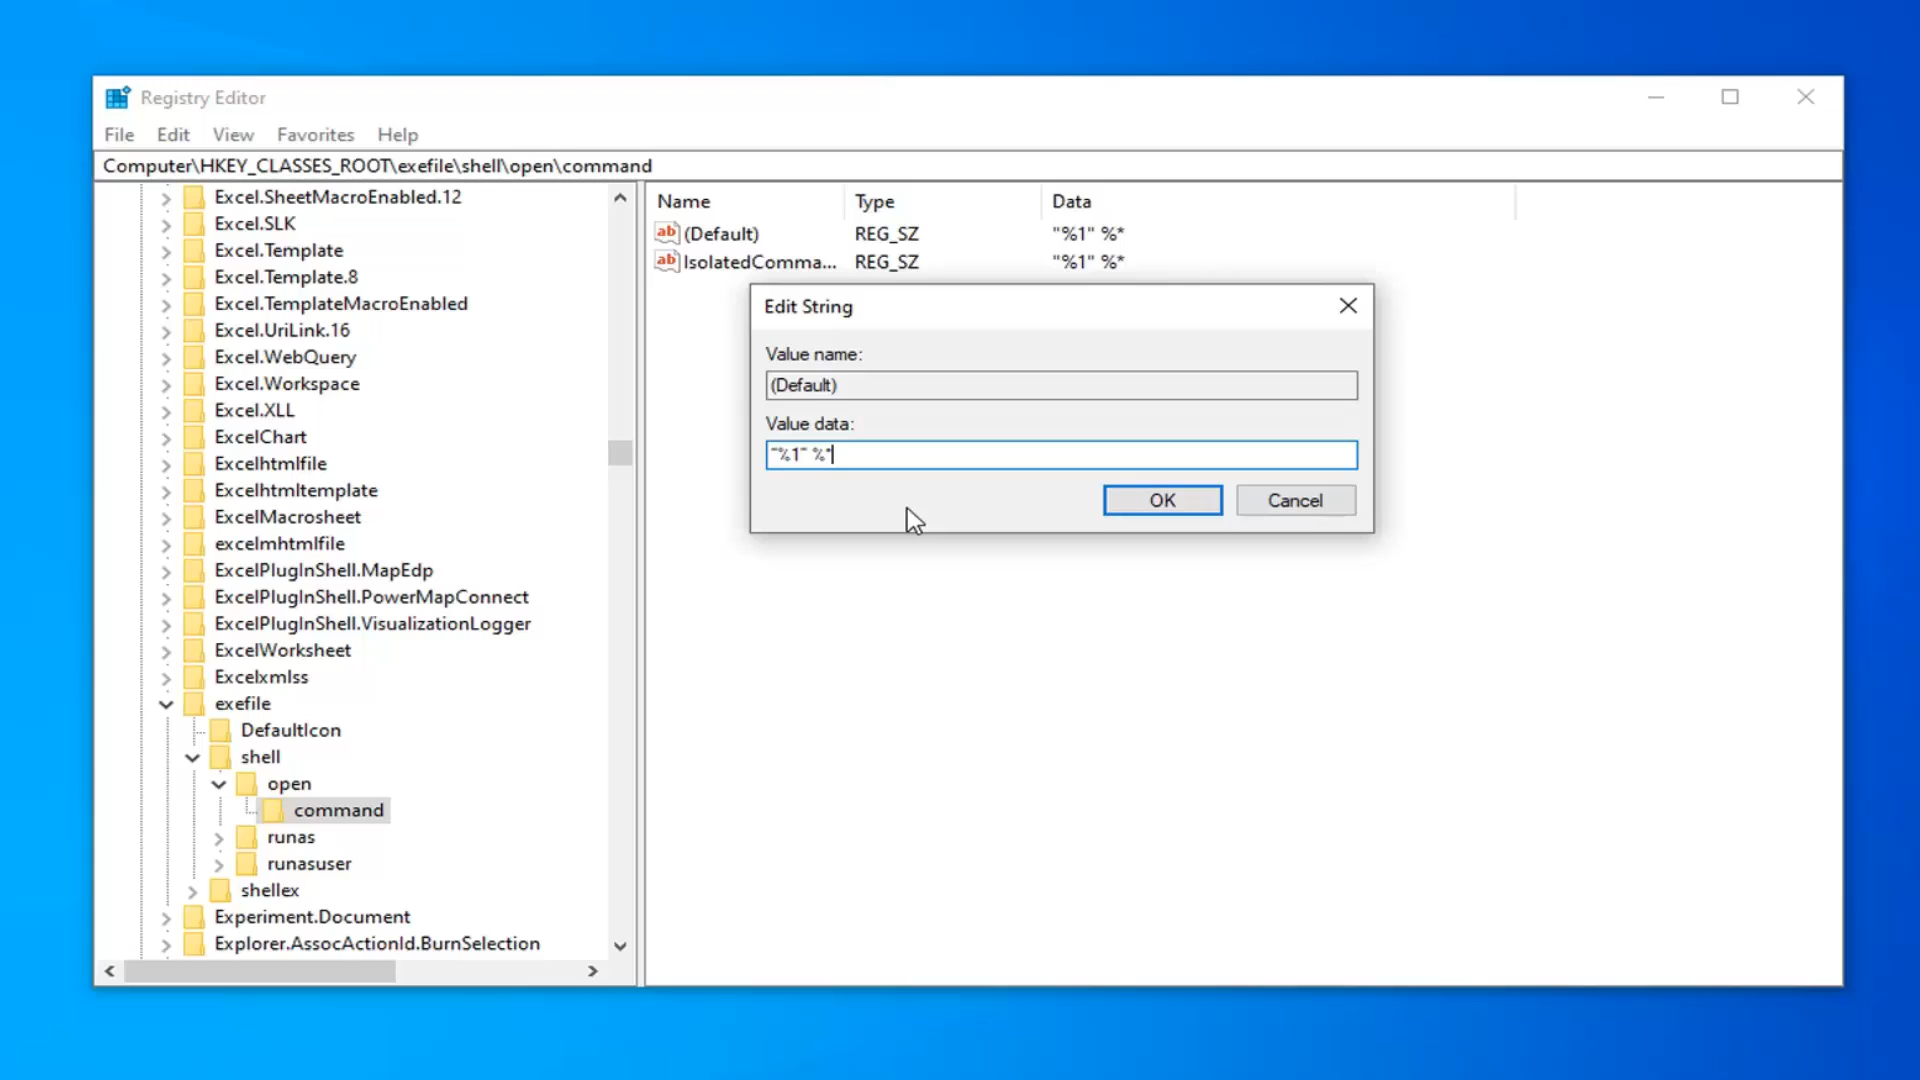 Registry Editor
File Edit View Favorites Help
Computer\HKEY_CLASSES_ROOT\exefile\shell\open\command
Excel.SheetMacroEnabled.12
Excel.SLK
Excel.Template
Excel.Template.8
Excel.TemplateMacroEnabled
Excel.UriLink.16
Excel.WebQuery
Excel.Workspace
Excel.XLL
ExcelChart
Excelhtmlfile
Excelhtmltemplate
ExcelMacrosheet
excelmhtmlfile
ExcelPlugInShell.MapEdp
ExcelPlugInShell.PowerMapConnect
ExcelPlugInShell.VisualizationLogger
ExcelWorksheet
Excelxmlss
exefile
DefaultIcon
shell
open
command
runas
runasuser
shellex
Experiment.Document
Explorer.AssocActionId.BurnSelection
Name Type Data
ab (Default) REG_SZ "%1" %*
ab IsolatedComma... REG_SZ "%1" %*
Edit String
Value name:
(Default)
Value data:
"%1" %*
OK Cancel